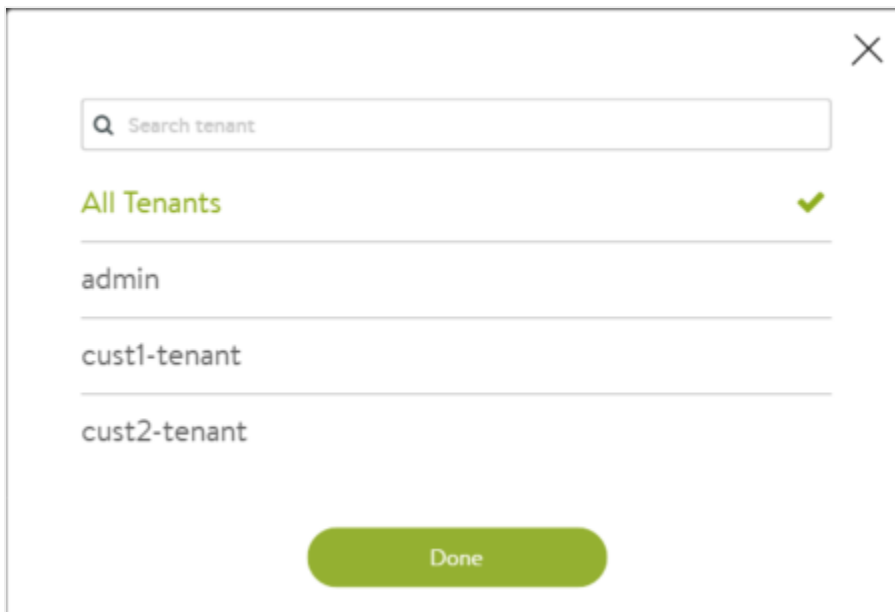 Search tenant
All Tenants
admin
cust1-tenant
cust2-tenant
Done